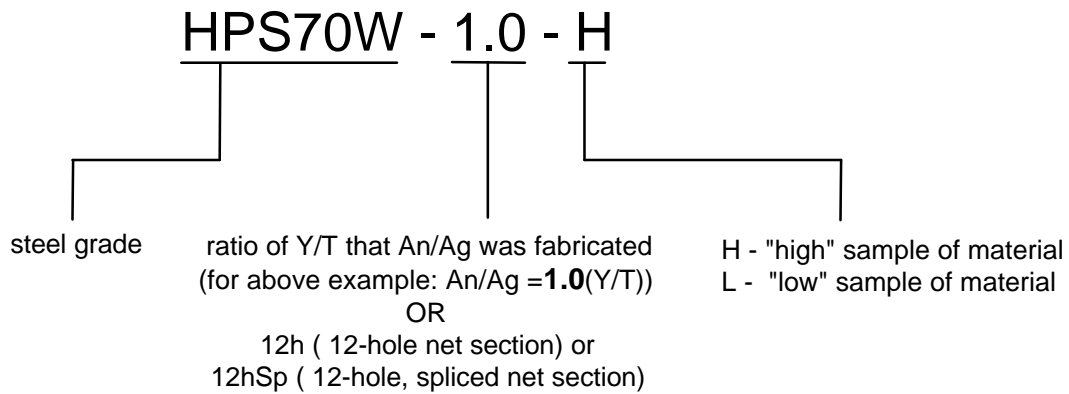 HPS70W - 1.0 - H
steel grade
ratio of Y/T that An/Ag was fabricated
(for above example: An/Ag =1.0(Y/T))
OR
12h ( 12-hole net section) or
12hSp ( 12-hole, spliced net section)
H - "high" sample of material
L - "low" sample of material